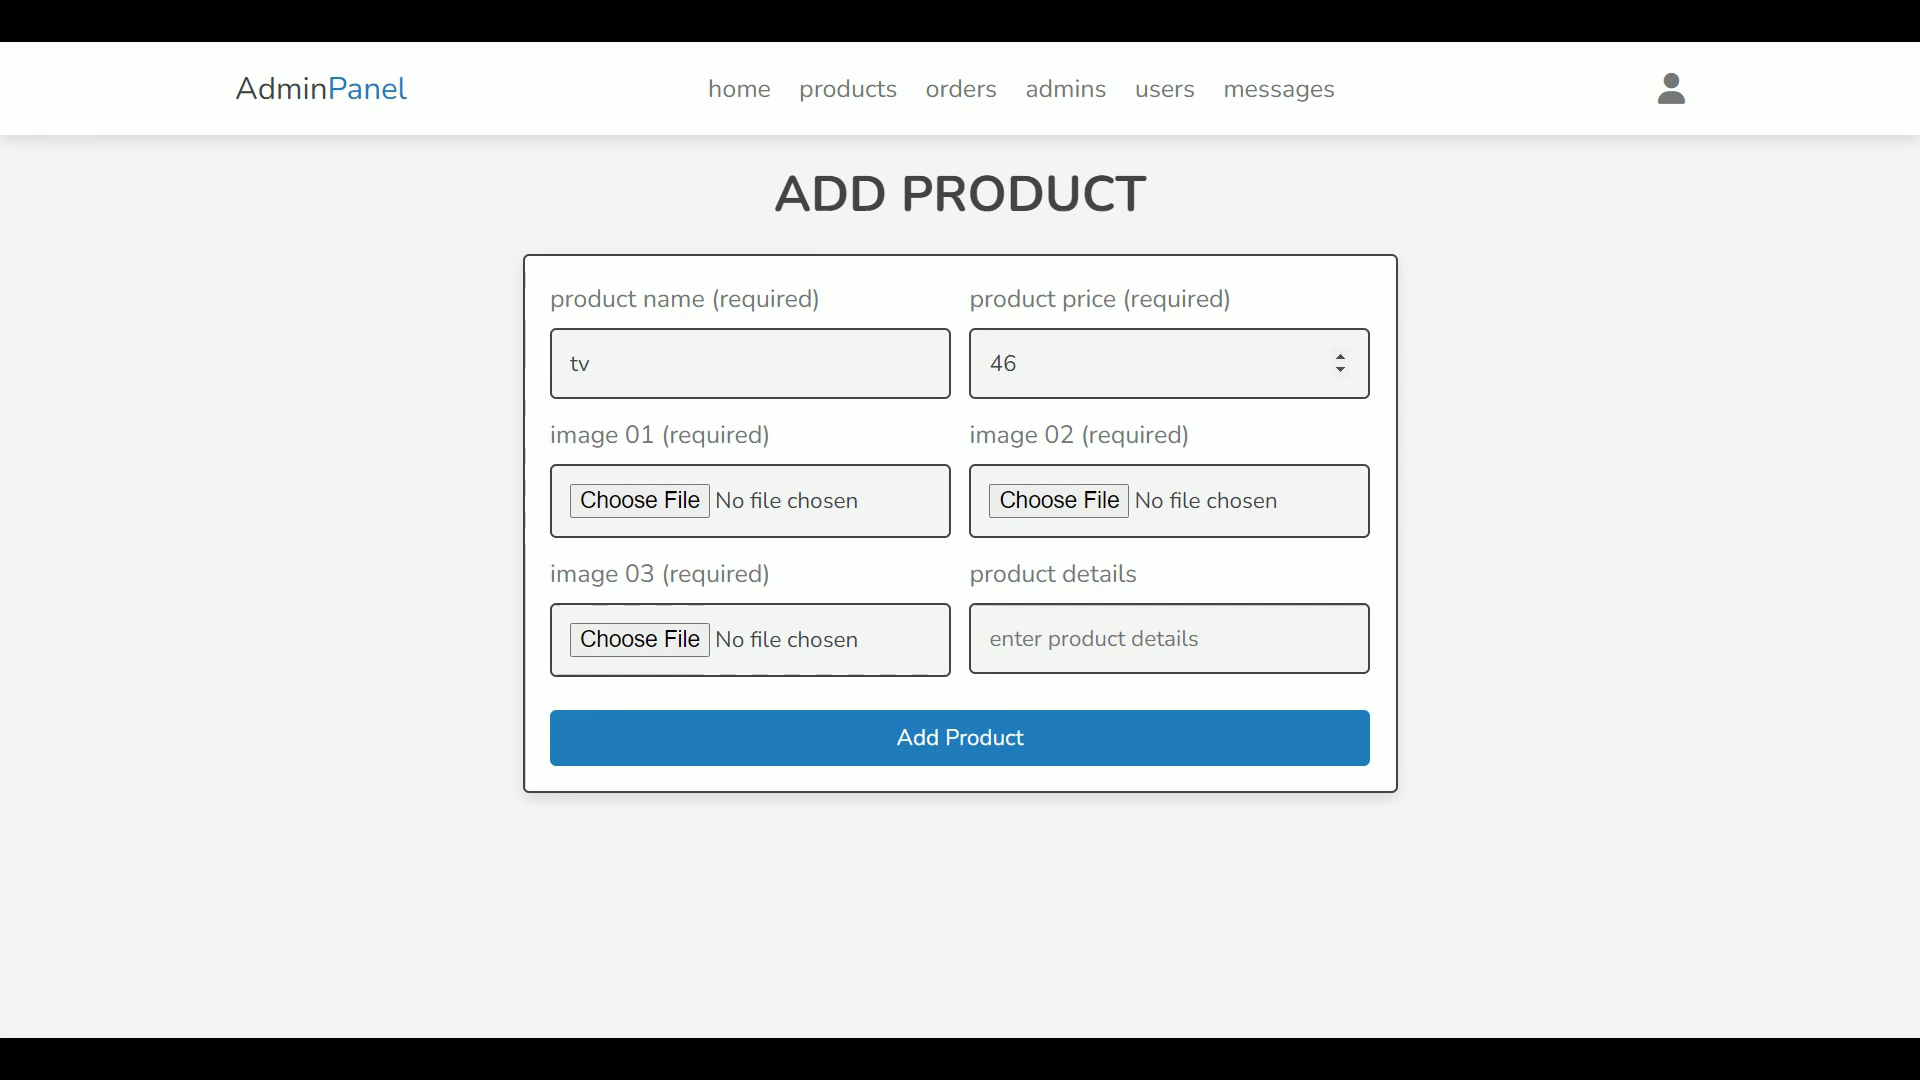 AdminPanel
home products orders admins users messages
ADD PRODUCT
product name (required) product price (required)
tv 46
image 01 (required) image 02 (required)
Choose File No file chosen Choose File No file chosen
image 03 (required) product details
Choose File No file chosen enter product details
Add Product